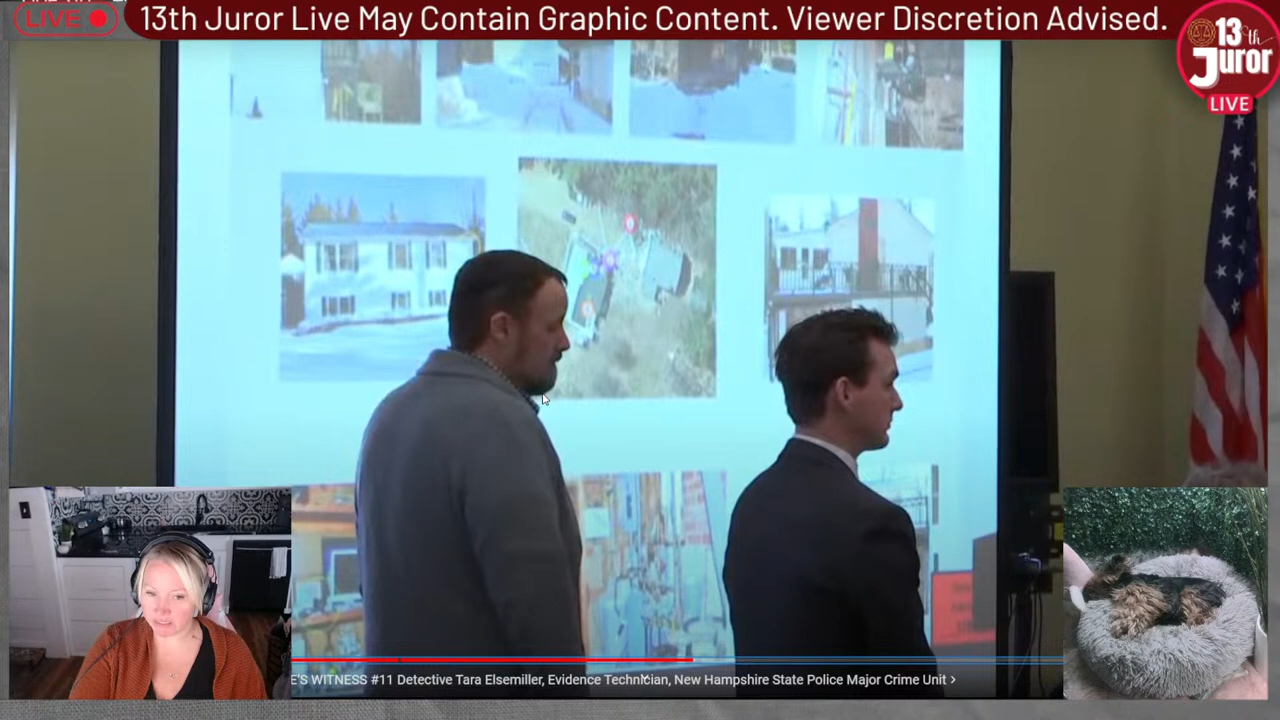 LIVE
13th Juror Live May Contain Graphic Content. Viewer Discretion Advised.
13th
Juror
LIVE
E'S WITNESS #11 Detective Tara Elsemiller, Evidence Technician, New Hampshire State Police Major Crime Unit >